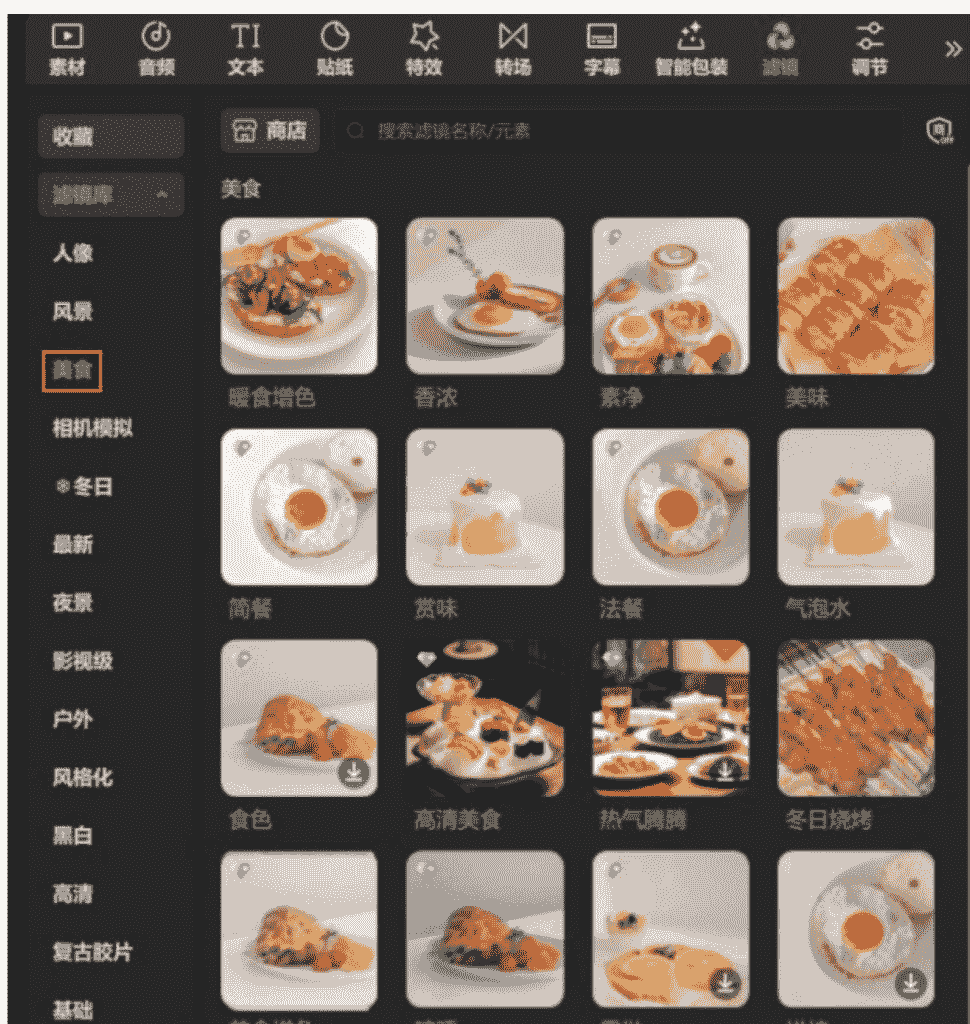 素材 音频 文本 贴纸 特效 转场 字幕 智能包装 滤镜 调节
收藏
滤镜库
人像
风景
美食
相机模拟
冬日
最新
夜景
影视级
户外
风格化
黑白
高清
复古胶片
基础
商店 搜索滤镜名称/元素
美食
暖食增色 香浓 素净 美味
简餐 赏味 法餐 气泡水
食色 高清美食 热气腾腾 冬日烧烤